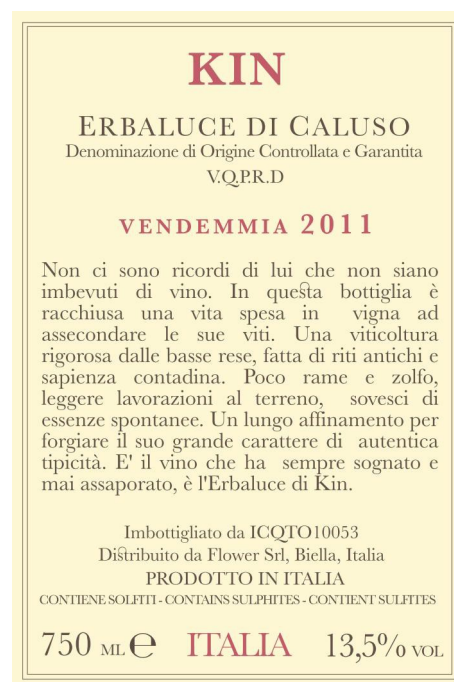 KIN
ERBALUCE DI CALUSO
Denominazione di Origine Controllata e Garantita
V.Q.P.R.D
VENDEMMIA 2011
Non ci sono ricordi di lui che non siano
imbevuti di vino. In questa bottiglia è
racchiusa una vita spesa in vigna ad
assecondare le sue viti. Una viticoltura
rigorosa dalle basse rese, fatta di riti antichi e
sapienza contadina. Poco rame e zolfo,
leggere lavorazioni al terreno, sovesci di
essenze spontanee. Un lungo affinamento per
forgiare il suo grande carattere di autentica
tipicità. E' il vino che ha sempre sognato e
mai assaporato, è l'Erbaluce di Kin.
Imbottigliato da ICQTO10053
Distribuito da Flower Srl, Biella, Italia
PRODOTTO IN ITALIA
CONTIENE SOLFITI - CONTAINS SULPHITES - CONTIENT SULFITES
750 ML e ITALIA 13,5% VOL